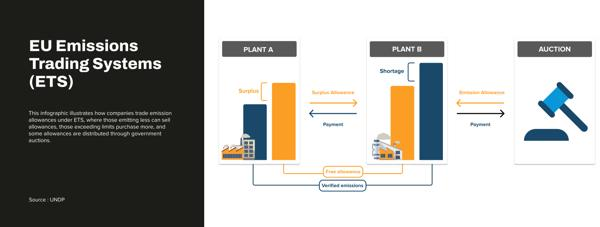 EU Emissions
Trading Systems
(ETS)
This infographic illustrates how companies trade emission
allowances under ETS, where those emitting less can sell
allowances, those exceeding limits purchase more, and
some allowances are distributed through government
auctions.
Source : UNDP
PLANT A
Surplus
Surplus Allowance
Payment
PLANT B
Shortage
Emission Allowance
Payment
AUCTION
Free allowance
Verified emissions